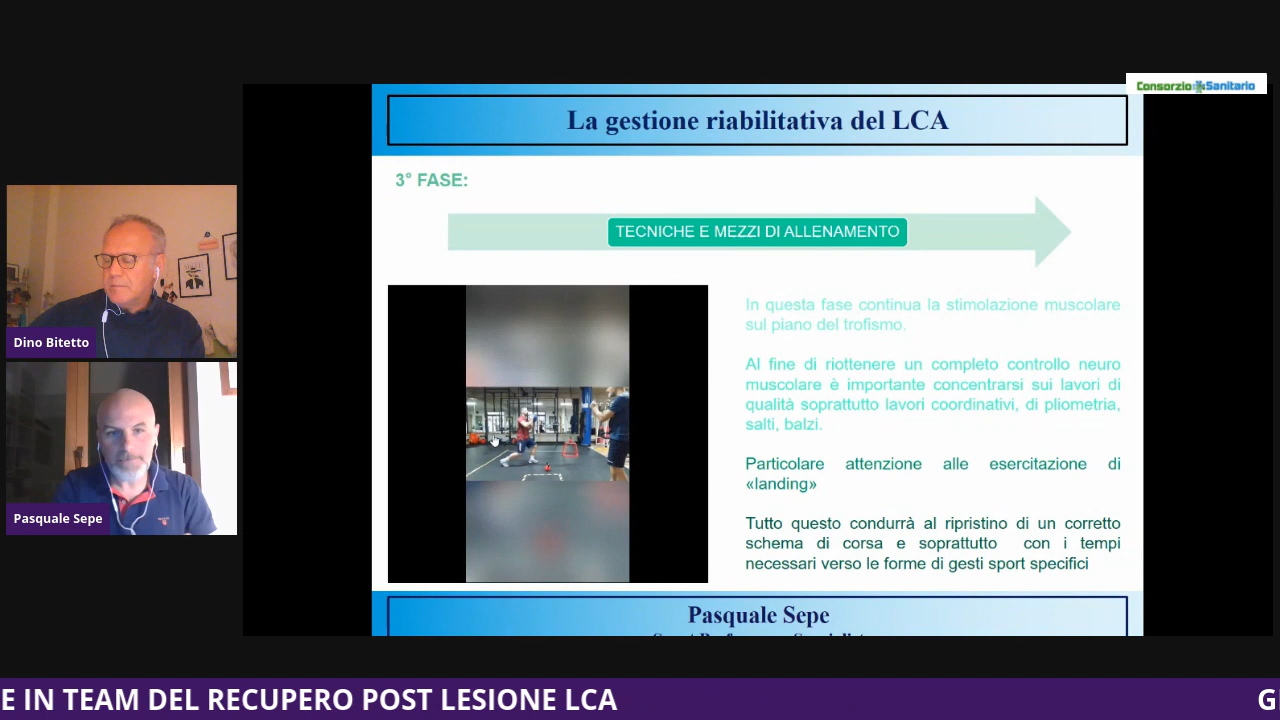 Consorzio Sanitario
La gestione riabilitativa del LCA
3° FASE:
TECNICHE E MEZZI DI ALLENAMENTO
In questa fase continua la stimolazione muscolare
sul piano del trofismo.
Al fine di riottenere un completo controllo neuro
muscolare è importante concentrarsi sui lavori di
qualità soprattutto lavori coordinativi, di pliometria,
salti, balzi.
Particolare attenzione alle esercitazione di
«landing»
Tutto questo condurrà al ripristino di un corretto
schema di corsa e soprattutto con i tempi
necessari verso le forme di gesti sport specifici
Pasquale Sepe
Dino Bitetto
Pasquale Sepe
E IN TEAM DEL RECUPERO POST LESIONE LCA